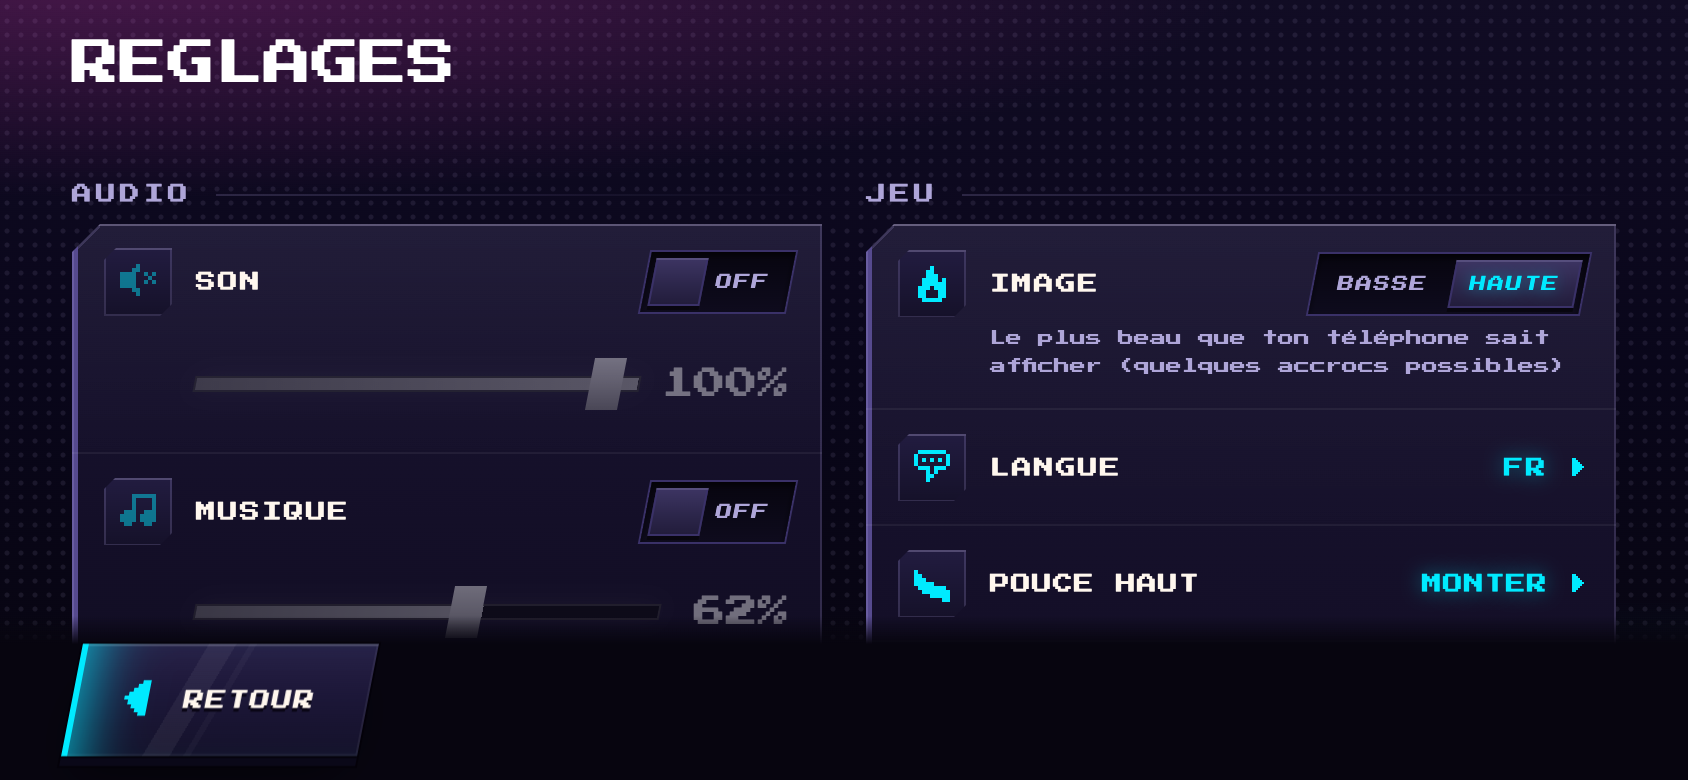 REGLAGES
AUDIO
SON
OFF
100%
MUSIQUE
OFF
62%
JEU
IMAGE
BASSE
HAUTE
Le plus beau que ton téléphone sait
afficher (quelques accrocs possibles)
LANGUE
FR
POUCE HAUT
MONTER
RETOUR